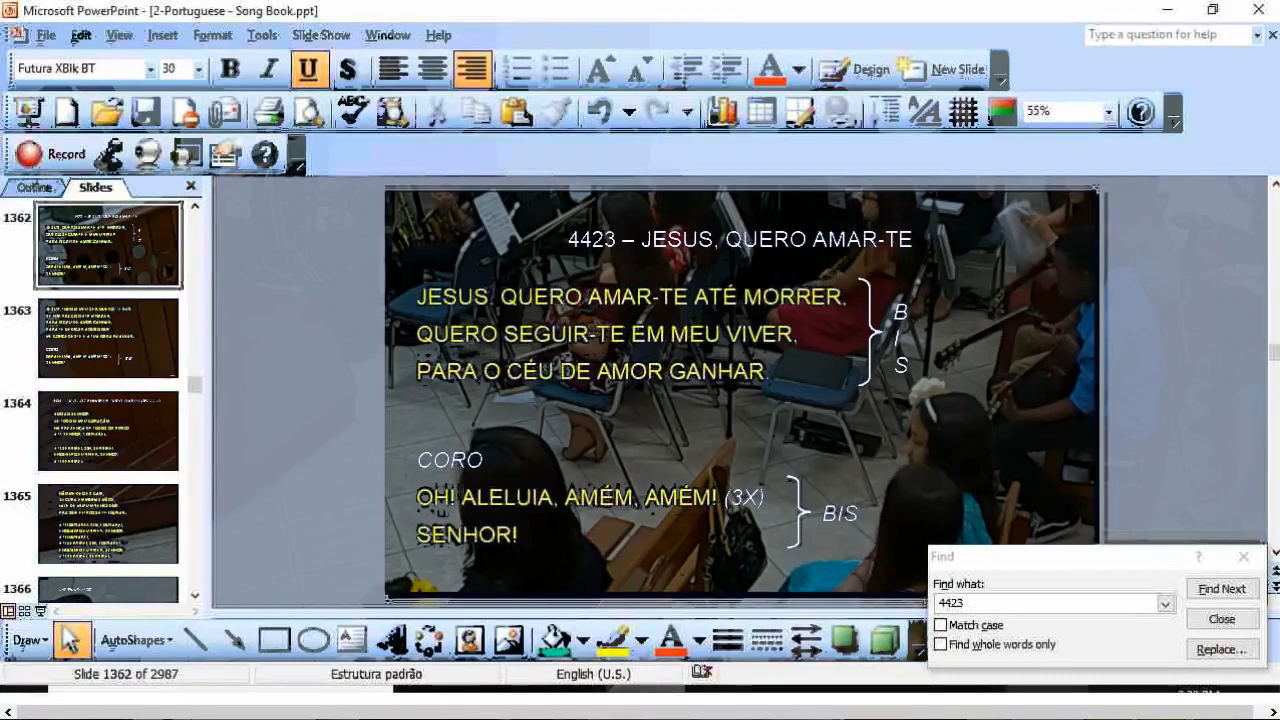 Microsoft PowerPoint - [2-Portuguese - Song Book.ppt]
File Edit View Insert Format Tools Slide Show Window Help
Type a question for help
Futura XBlk BT 30 B I U S A A A Design New Slide
55%
Record
Outline Slides
1362
1363
1364
1365
1366
4423 – JESUS, QUERO AMAR-TE
JESUS, QUERO AMAR-TE ATÉ MORRER,
QUERO SEGUIR-TE EM MEU VIVER,
PARA O CÉU DE AMOR GANHAR.
B
I
S
CORO
OH! ALELUIA, AMÉM, AMÉM! (3X)
SENHOR!
BIS
Find
Find what:
4423
Match case
Find whole words only
Find Next
Close
Replace...
Draw AutoShapes
Slide 1362 of 2987 Estrutura padrão English (U.S.)